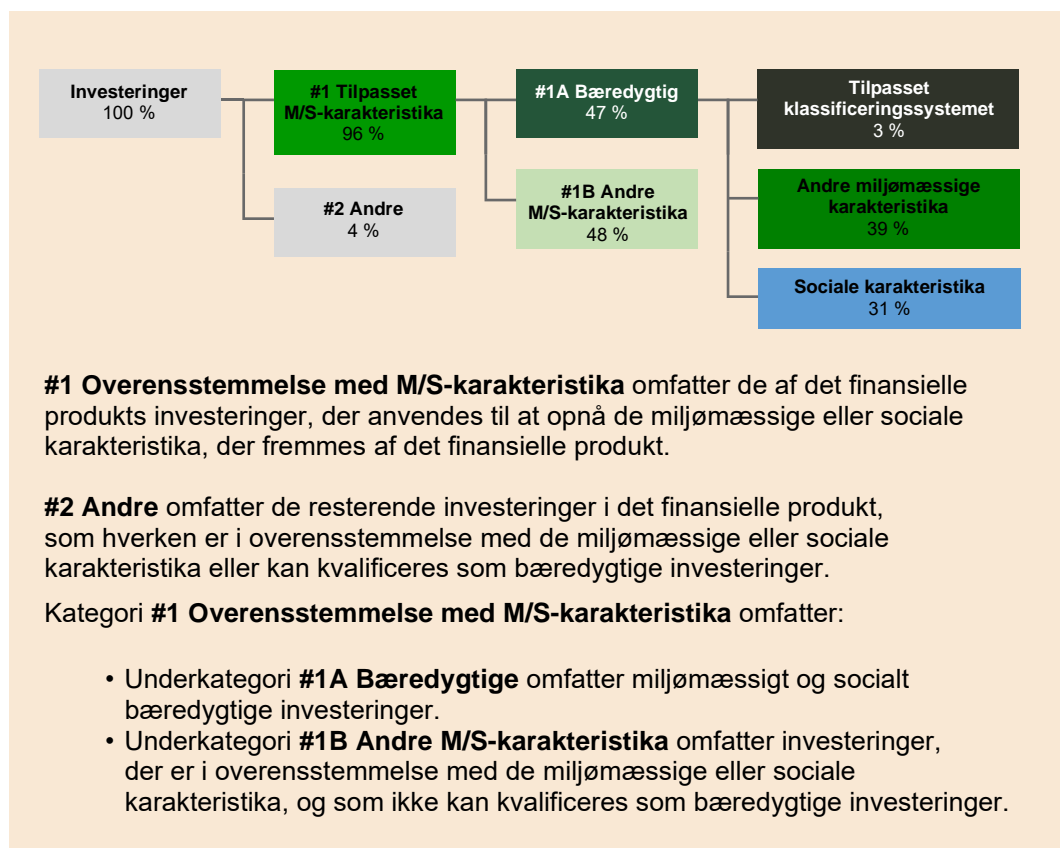 Investeringer
100 %
#1 Tilpasset
M/S-karakteristika
96 %
#2 Andre
4 %
#1A Bæredygtig
47 %
#1B Andre
M/S-karakteristika
48 %
Tilpasset
klassificeringssystemet
3 %
Andre miljømæssige
karakteristika
39 %
Sociale karakteristika
31 %
#1 Overensstemmelse med M/S-karakteristika omfatter de af det finansielle
produkts investeringer, der anvendes til at opnå de miljømæssige eller sociale
karakteristika, der fremmes af det finansielle produkt.
#2 Andre omfatter de resterende investeringer i det finansielle produkt,
som hverken er i overensstemmelse med de miljømæssige eller sociale
karakteristika eller kan kvalificeres som bæredygtige investeringer.
Kategori #1 Overensstemmelse med M/S-karakteristika omfatter:
• Underkategori #1A Bæredygtige omfatter miljømæssigt og socialt
bæredygtige investeringer.
• Underkategori #1B Andre M/S-karakteristika omfatter investeringer,
der er i overensstemmelse med de miljømæssige eller sociale
karakteristika, og som ikke kan kvalificeres som bæredygtige investeringer.